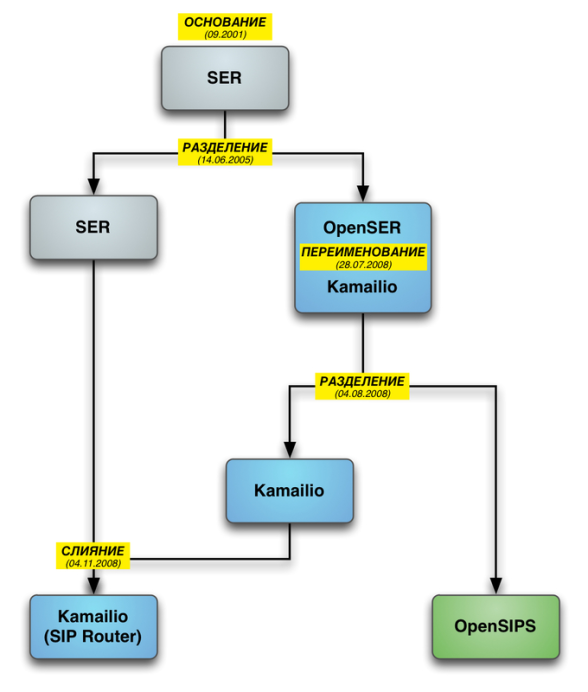 ОСНОВАНИЕ
(09.2001)
SER
РАЗДЕЛЕНИЕ
(14.06.2005)
SER
OpenSER
ПЕРЕИМЕНОВАНИЕ
(28.07.2008)
Kamailio
РАЗДЕЛЕНИЕ
(04.08.2008)
Kamailio
СЛИЯНИЕ
(04.11.2008)
Kamailio
(SIP Router)
OpenSIPS